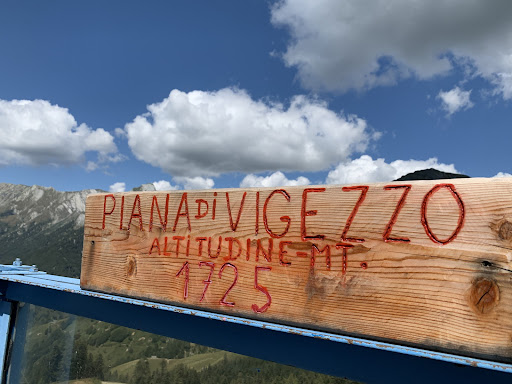 PIANA DI VIGEZZO
ALTITUDINE-MT.
1725